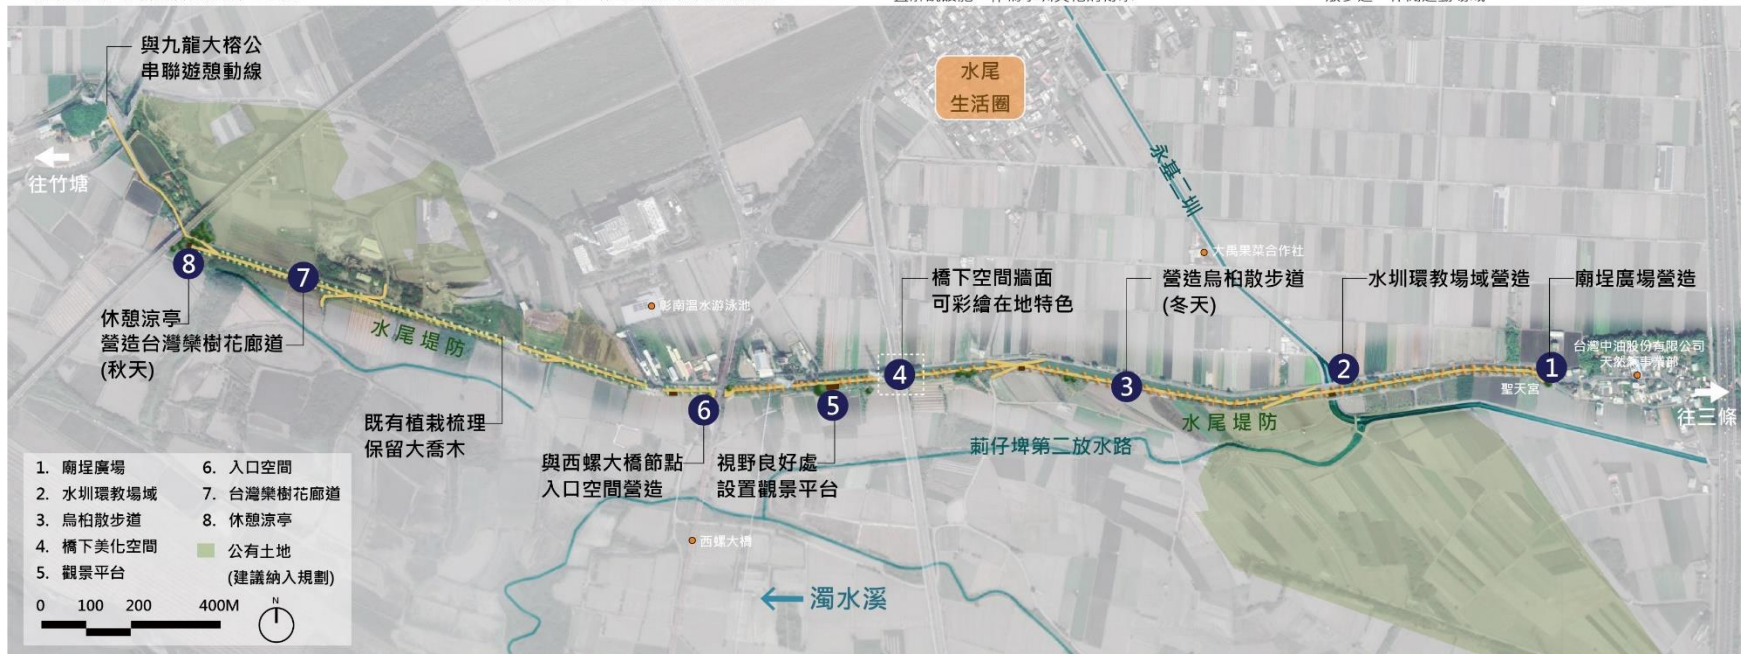 與九龍大榕公
串聯遊憩動線
水尾
生活圈
永基二圳
往竹塘
大禹果菜合作社
橋下空間牆面
可彩繪在地特色
營造烏桕散步道
(冬天)
水圳環教場域營造
廟埕廣場營造
8
7
彰南溫水游泳池
休憩涼亭
營造台灣欒樹花廊道
(秋天)
水尾堤防
4
3
2
1
台灣中油股份有限公司
天然氣事業部
聖天宮
往三條
6
5
水尾堤防
既有植栽梳理
保留大喬木
莿仔埤第二放水路
與西螺大橋節點
入口空間營造
視野良好處
設置觀景平台
西螺大橋
濁水溪
1. 廟埕廣場
2. 水圳環教場域
3. 烏桕散步道
4. 橋下美化空間
5. 觀景平台
6. 入口空間
7. 台灣欒樹花廊道
8. 休憩涼亭
公有土地
(建議納入規劃)
0 100 200 400M
N